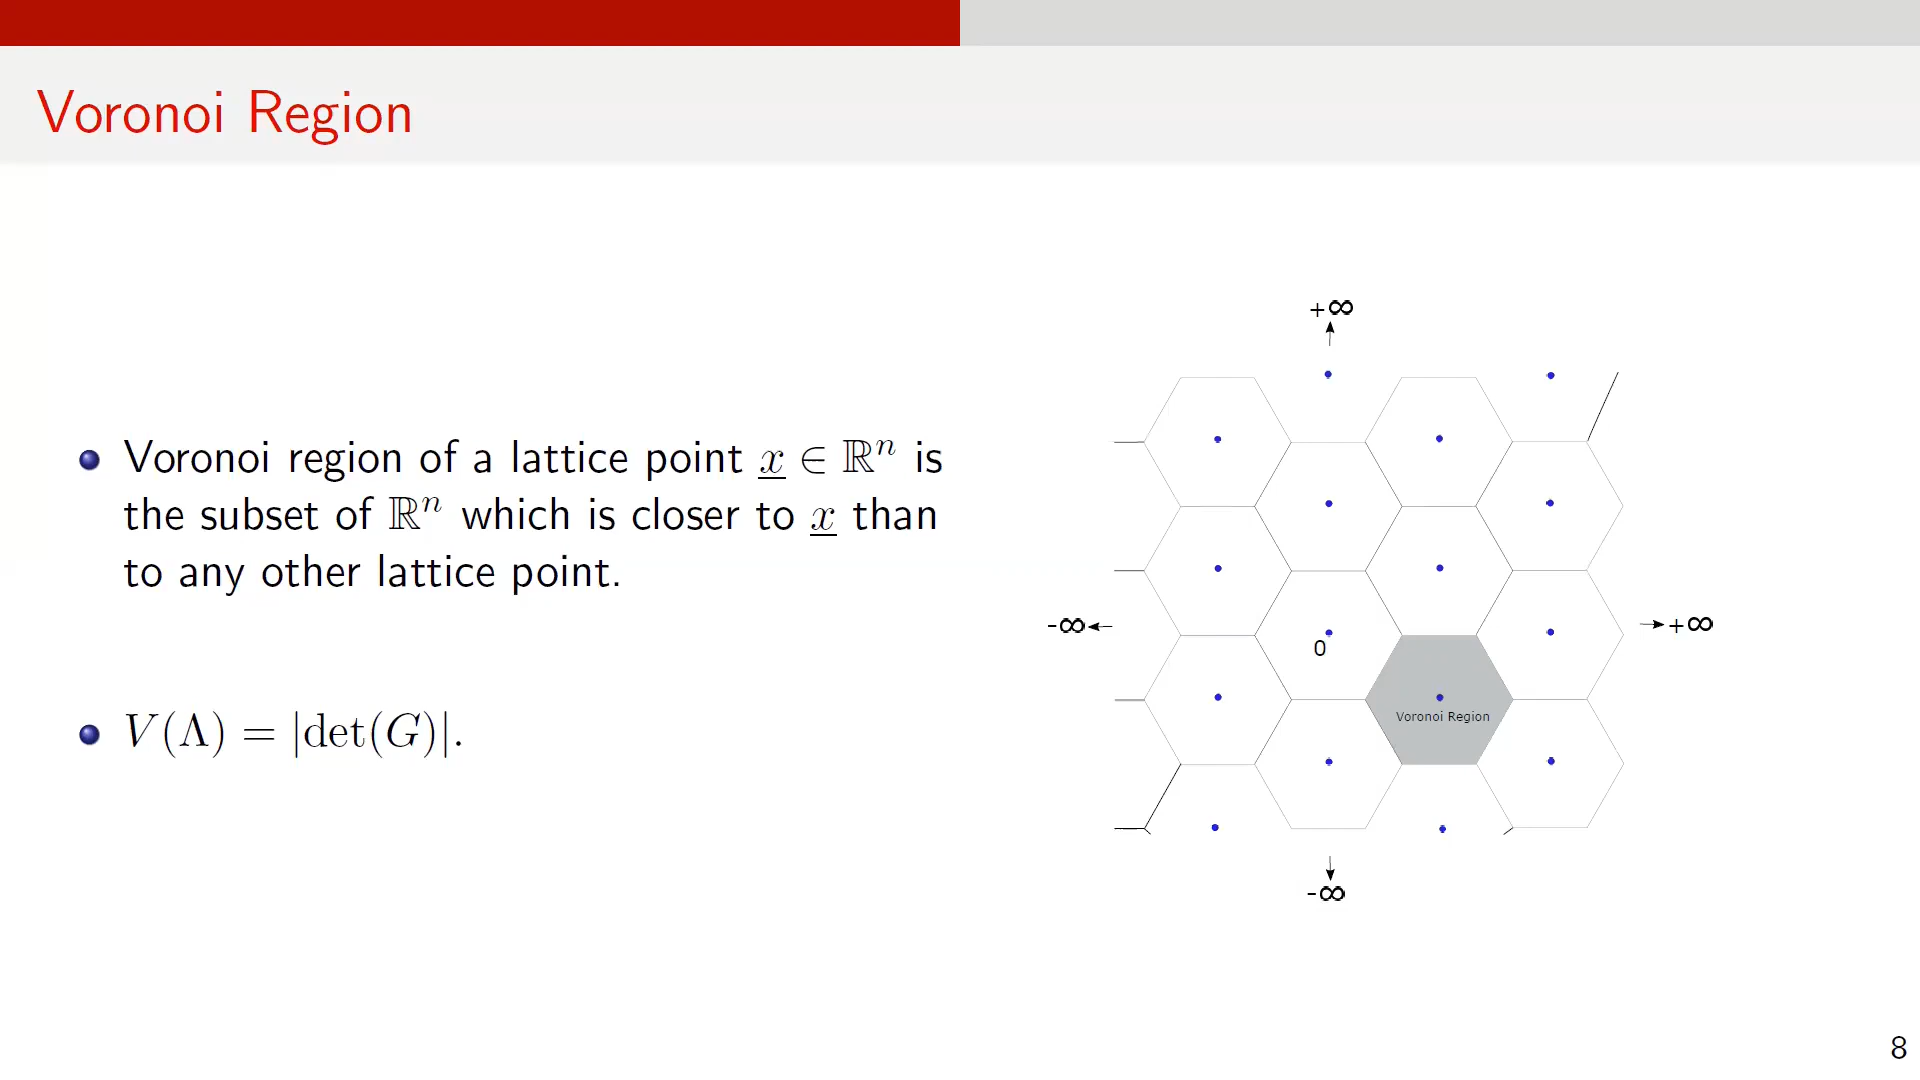 Voronoi Region
Voronoi region of a lattice point x ∈ ℝⁿ is
the subset of ℝⁿ which is closer to x than
to any other lattice point.
V(Λ) = |det(G)|.
+∞
-∞
+∞
0
Voronoi Region
-∞
8